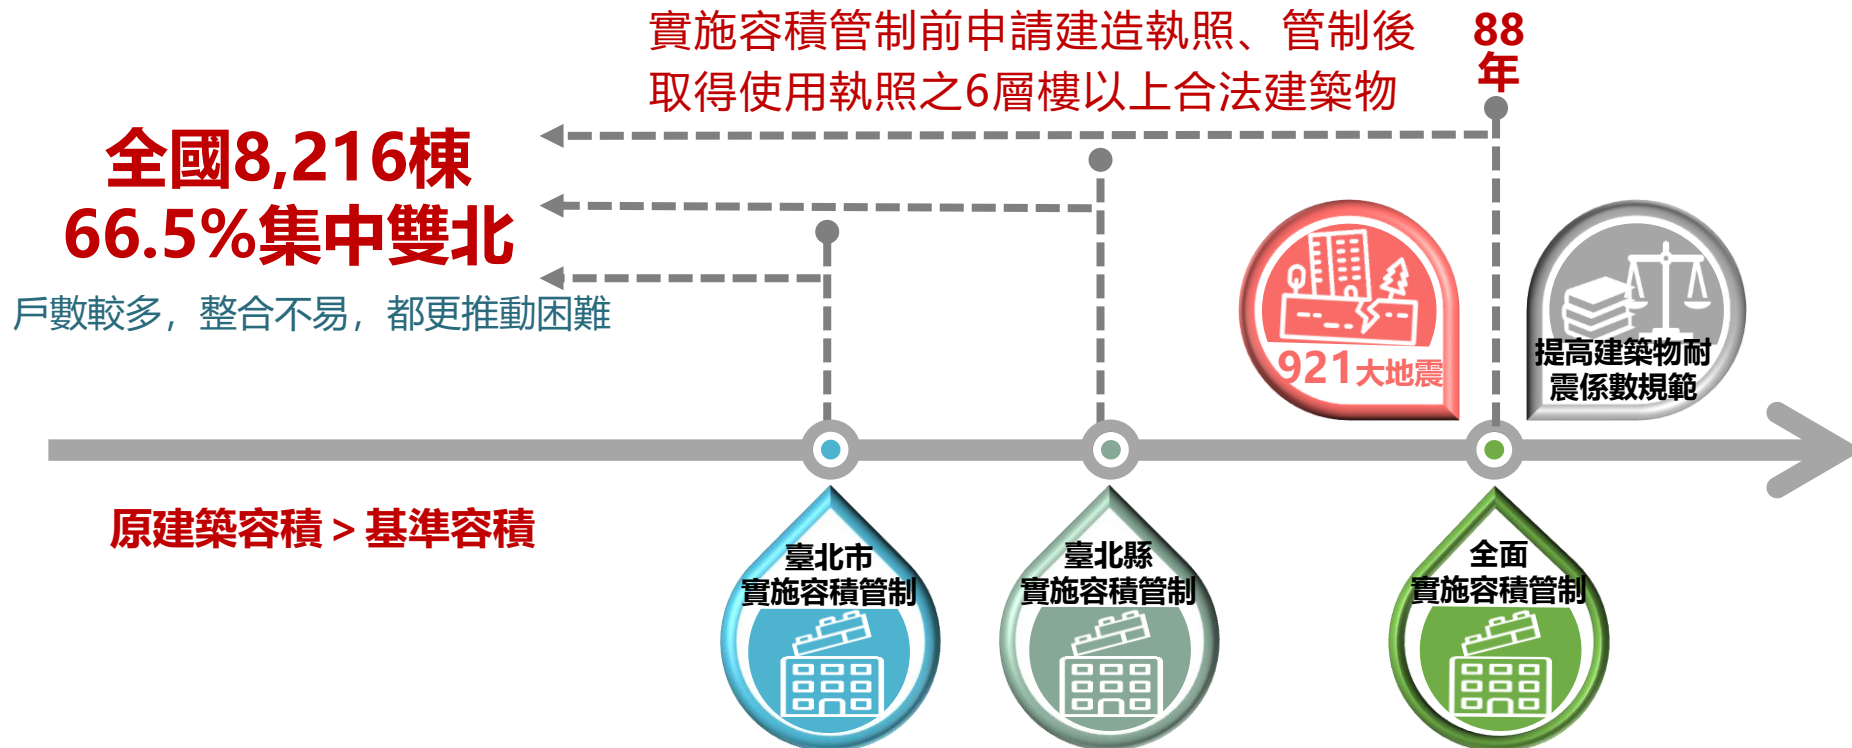 實施容積管制前申請建造執照、管制後
取得使用執照之6層樓以上合法建築物
88
年
全國8,216棟
66.5%集中雙北
戶數較多，整合不易，都更推動困難
921大地震
提高建築物耐
震係數規範
原建築容積＞基準容積
臺北市
實施容積管制
臺北縣
實施容積管制
全面
實施容積管制